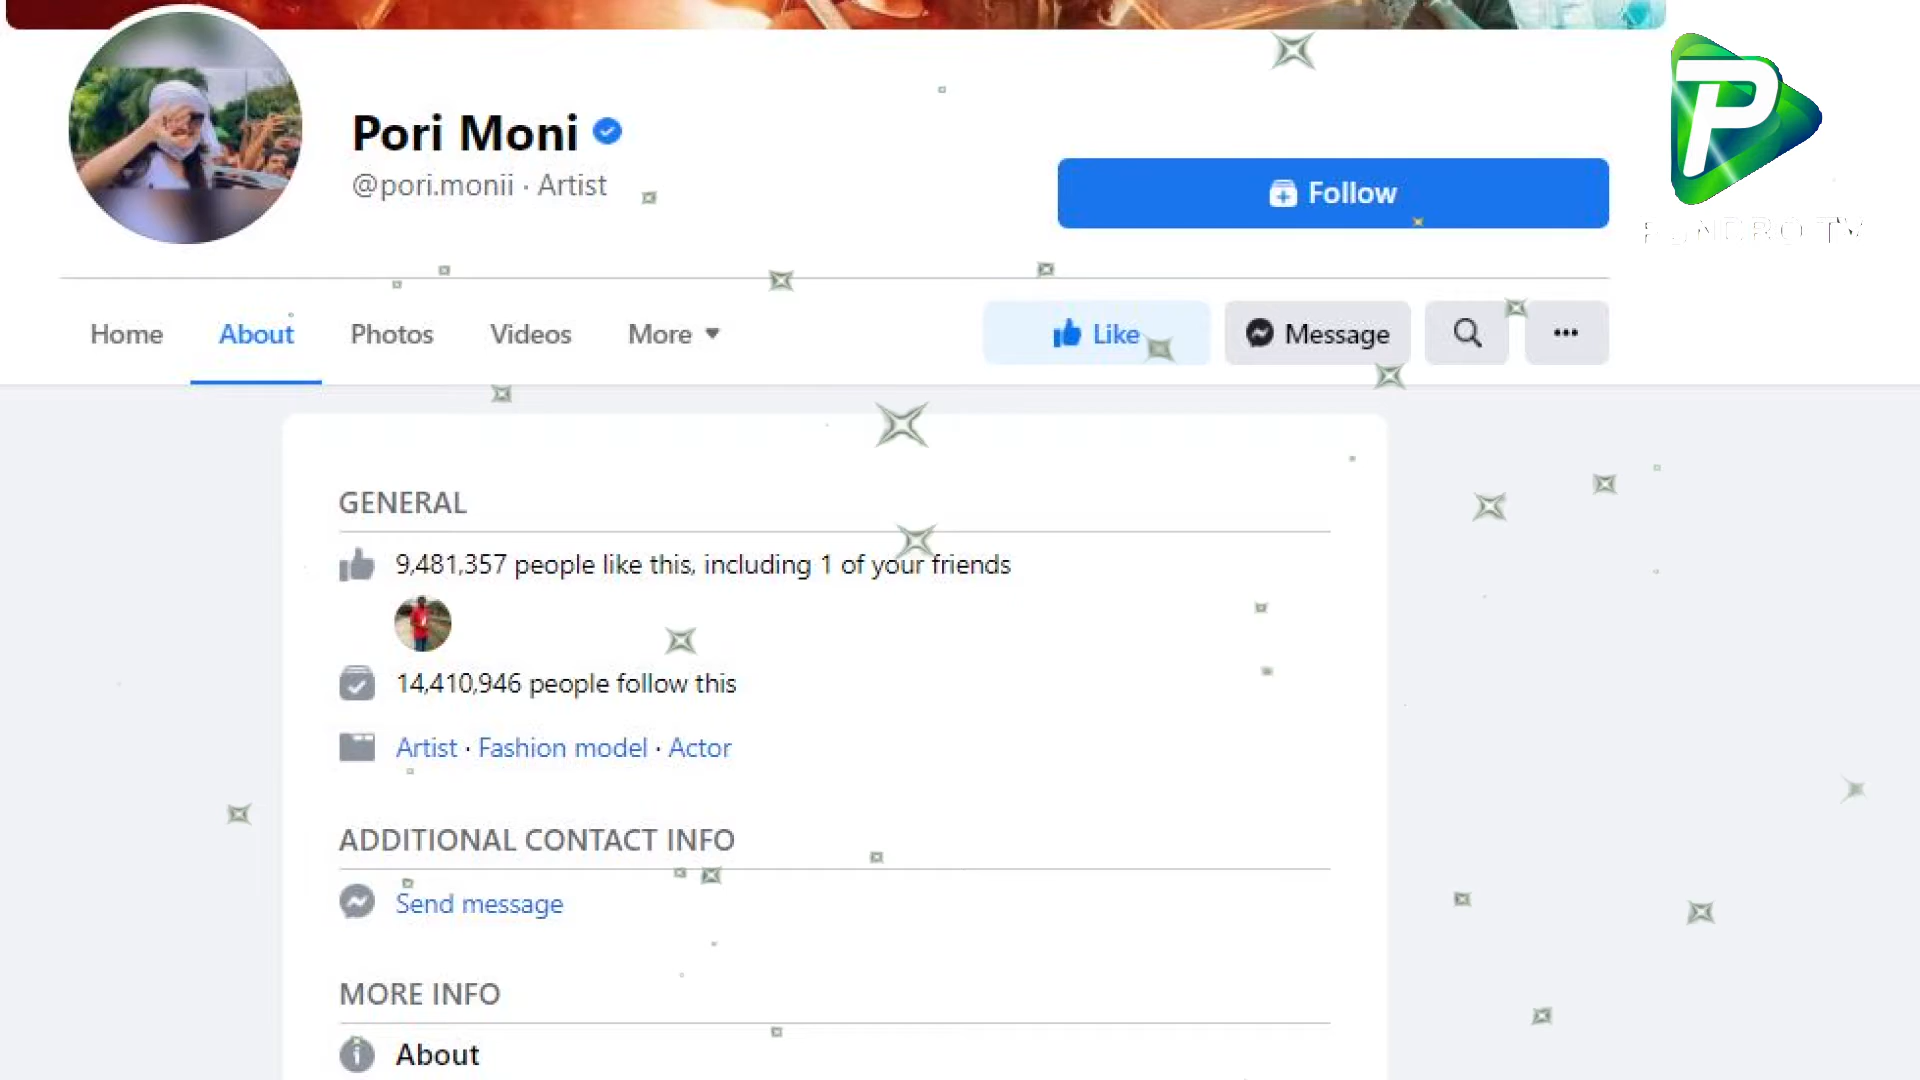 Pori Moni
@pori.monii · Artist
Follow
P
Home
About
Photos
Videos
More
Like
Message
GENERAL
9,481,357 people like this, including 1 of your friends
14,410,946 people follow this
Artist · Fashion model · Actor
ADDITIONAL CONTACT INFO
Send message
MORE INFO
About